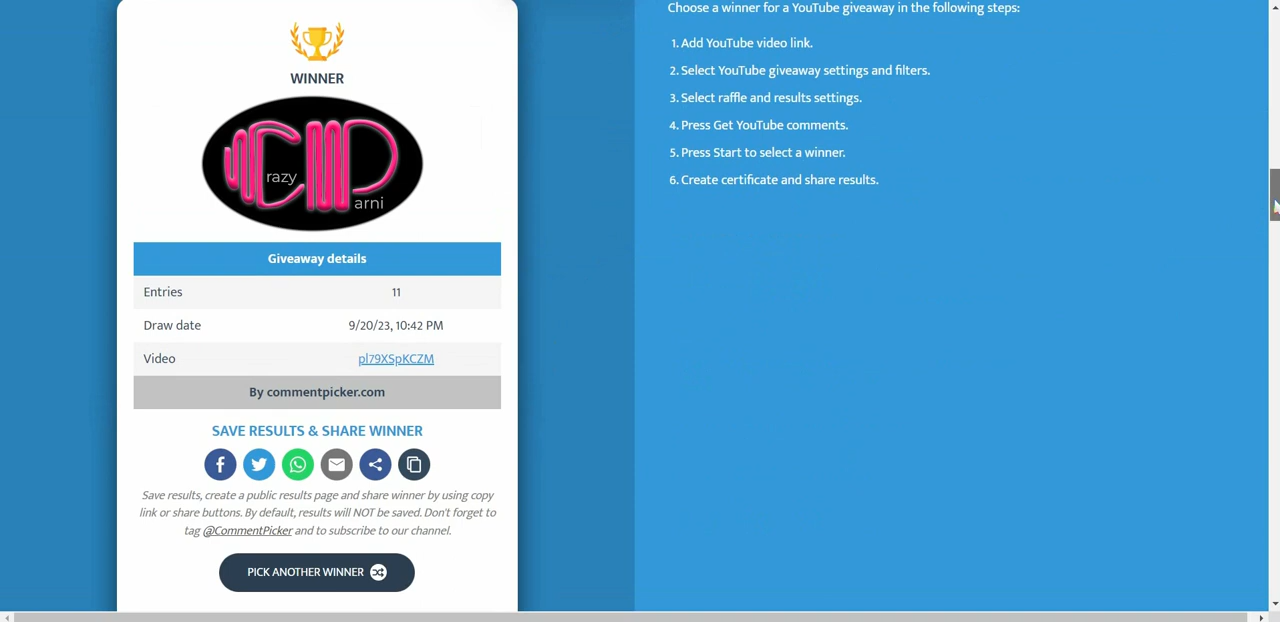 WINNER
CP
razy
arni
Giveaway details
Entries 11
Draw date 9/20/23, 10:42 PM
Video pl79XSpKCZM
By commentpicker.com
SAVE RESULTS & SHARE WINNER
Save results, create a public results page and share winner by using copy
link or share buttons. By default, results will NOT be saved. Don't forget to
tag @CommentPicker and to subscribe to our channel.
PICK ANOTHER WINNER
Choose a winner for a YouTube giveaway in the following steps:
1. Add YouTube video link.
2. Select YouTube giveaway settings and filters.
3. Select raffle and results settings.
4. Press Get YouTube comments.
5. Press Start to select a winner.
6. Create certificate and share results.